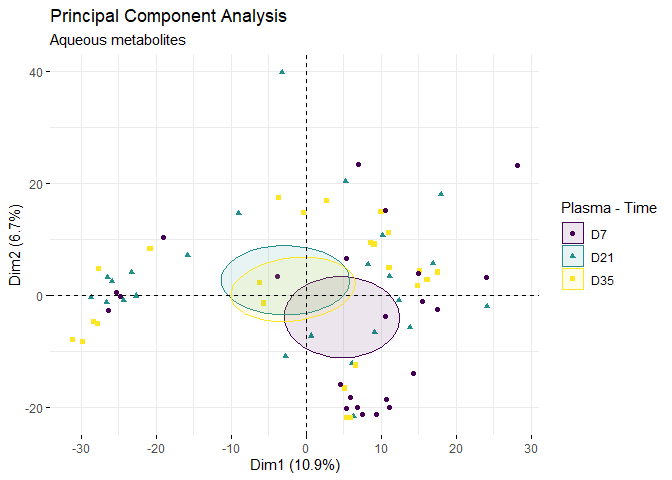 Principal Component Analysis
Aqueous metabolites
40
20
0
-20
-30
-20
-10
0
10
20
30
Dim1 (10.9%)
Dim2 (6.7%)
Plasma - Time
D7
D21
D35